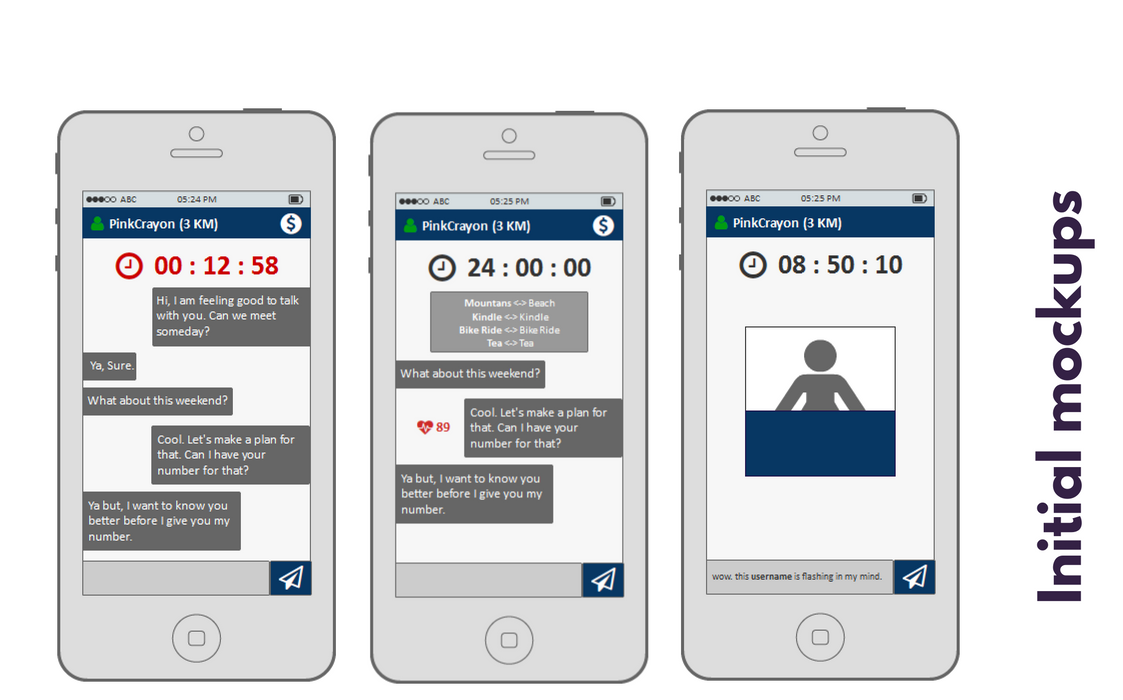 ABC 05:24 PM
PinkCrayon (3 KM) $
00 : 12 : 58
Hi, I am feeling good to talk
with you. Can we meet
someday?
Ya, Sure.
What about this weekend?
Cool. Let's make a plan for
that. Can I have your
number for that?
Ya but, I want to know you
better before I give you my
number.
ABC 05:25 PM
PinkCrayon (3 KM) $
24 : 00 : 00
Mountains <-> Beach
Kindle <-> Kindle
Bike Ride <-> Bike Ride
Tea <-> Tea
What about this weekend?
89
Cool. Let's make a plan for
that. Can I have your
number for that?
Ya but, I want to know you
better before I give you my
number.
ABC 05:25 PM
PinkCrayon (3 KM)
08 : 50 : 10
wow. this username is flashing in my mind.
Initial mockups